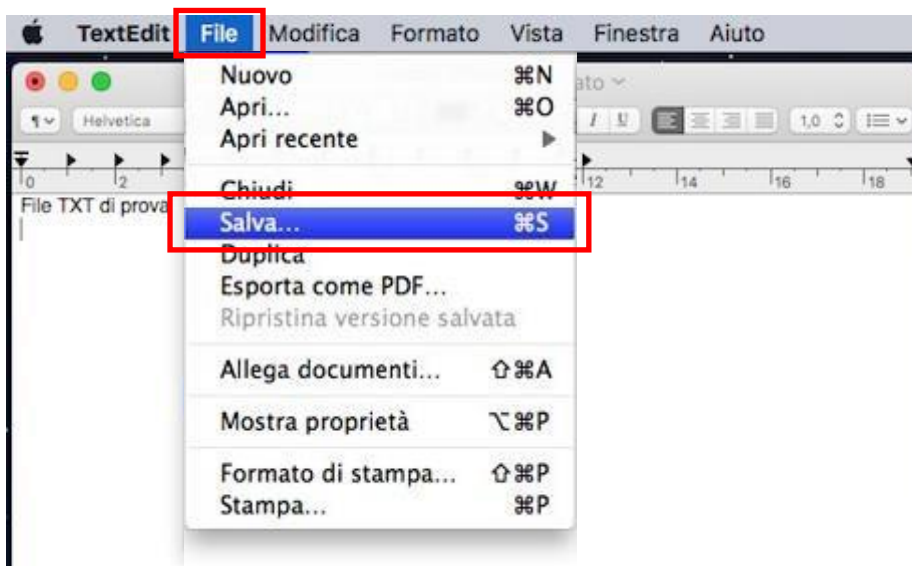 TextEdit File Modifica Formato Vista Finestra Aiuto
ato
Helvetica I U 1,0
0 2 12 14 16 18
File TXT di prova
Nuovo ⌘N
Apri... ⌘O
Apri recente
Chiudi ⌘W
Salva... ⌘S
Duplica
Esporta come PDF...
Ripristina versione salvata
Allega documenti... ⇧⌘A
Mostra proprietà ⌥⌘P
Formato di stampa... ⇧⌘P
Stampa... ⌘P